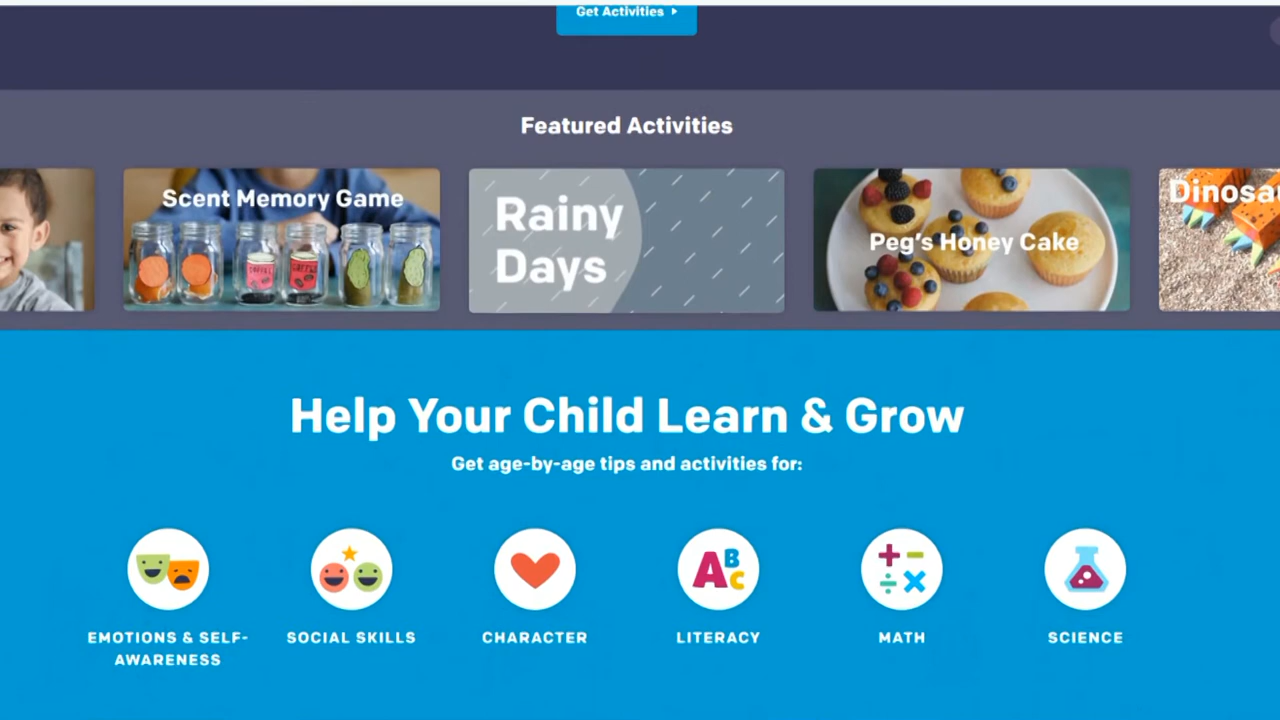 Get Activities
Featured Activities
Scent Memory Game
Rainy
Days
Peg's Honey Cake
Help Your Child Learn & Grow
Get age-by-age tips and activities for:
ABC
EMOTIONS & SELF-
AWARENESS
SOCIAL SKILLS
CHARACTER
LITERACY
MATH
SCIENCE